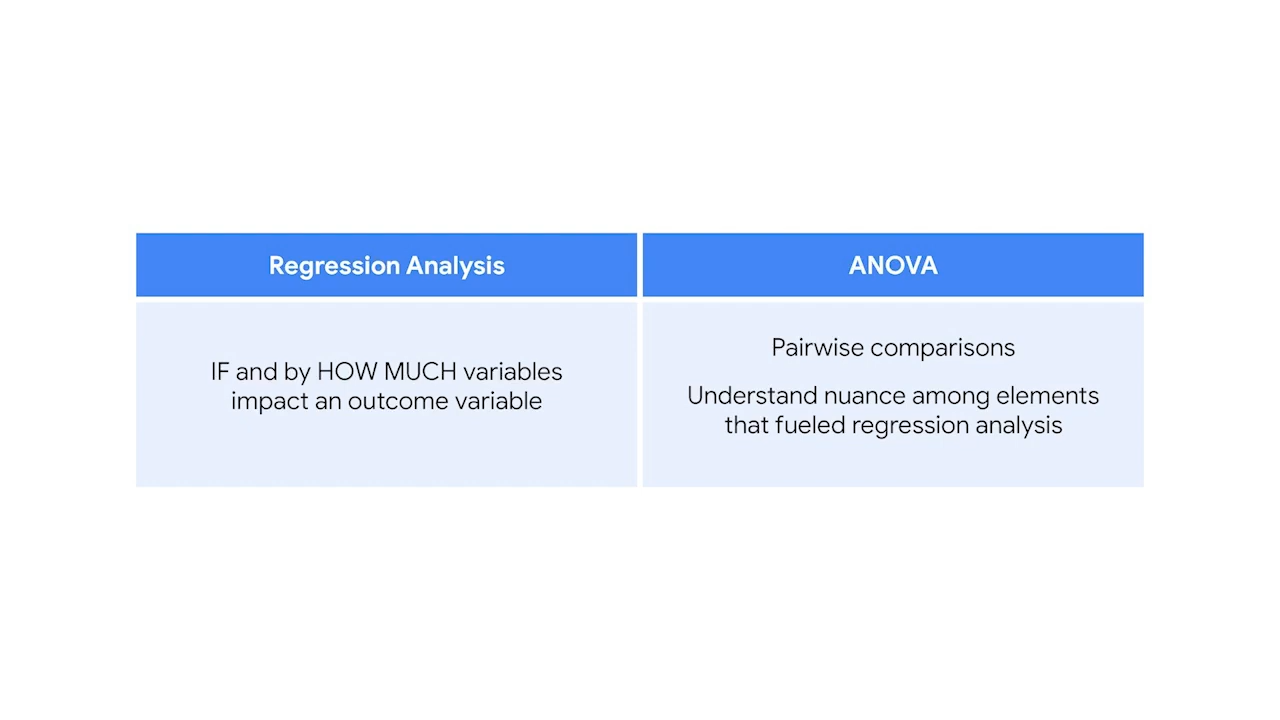 Regression Analysis
ANOVA
IF and by HOW MUCH variables
impact an outcome variable
Pairwise comparisons
Understand nuance among elements
that fueled regression analysis